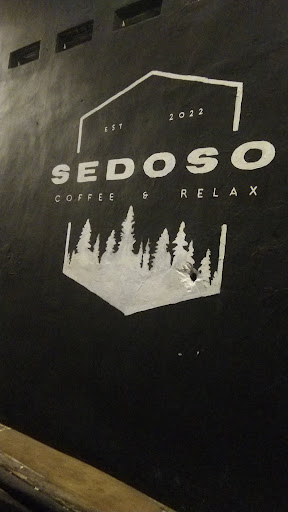 EST 2022
SEDOSO
COFFEE & RELAX